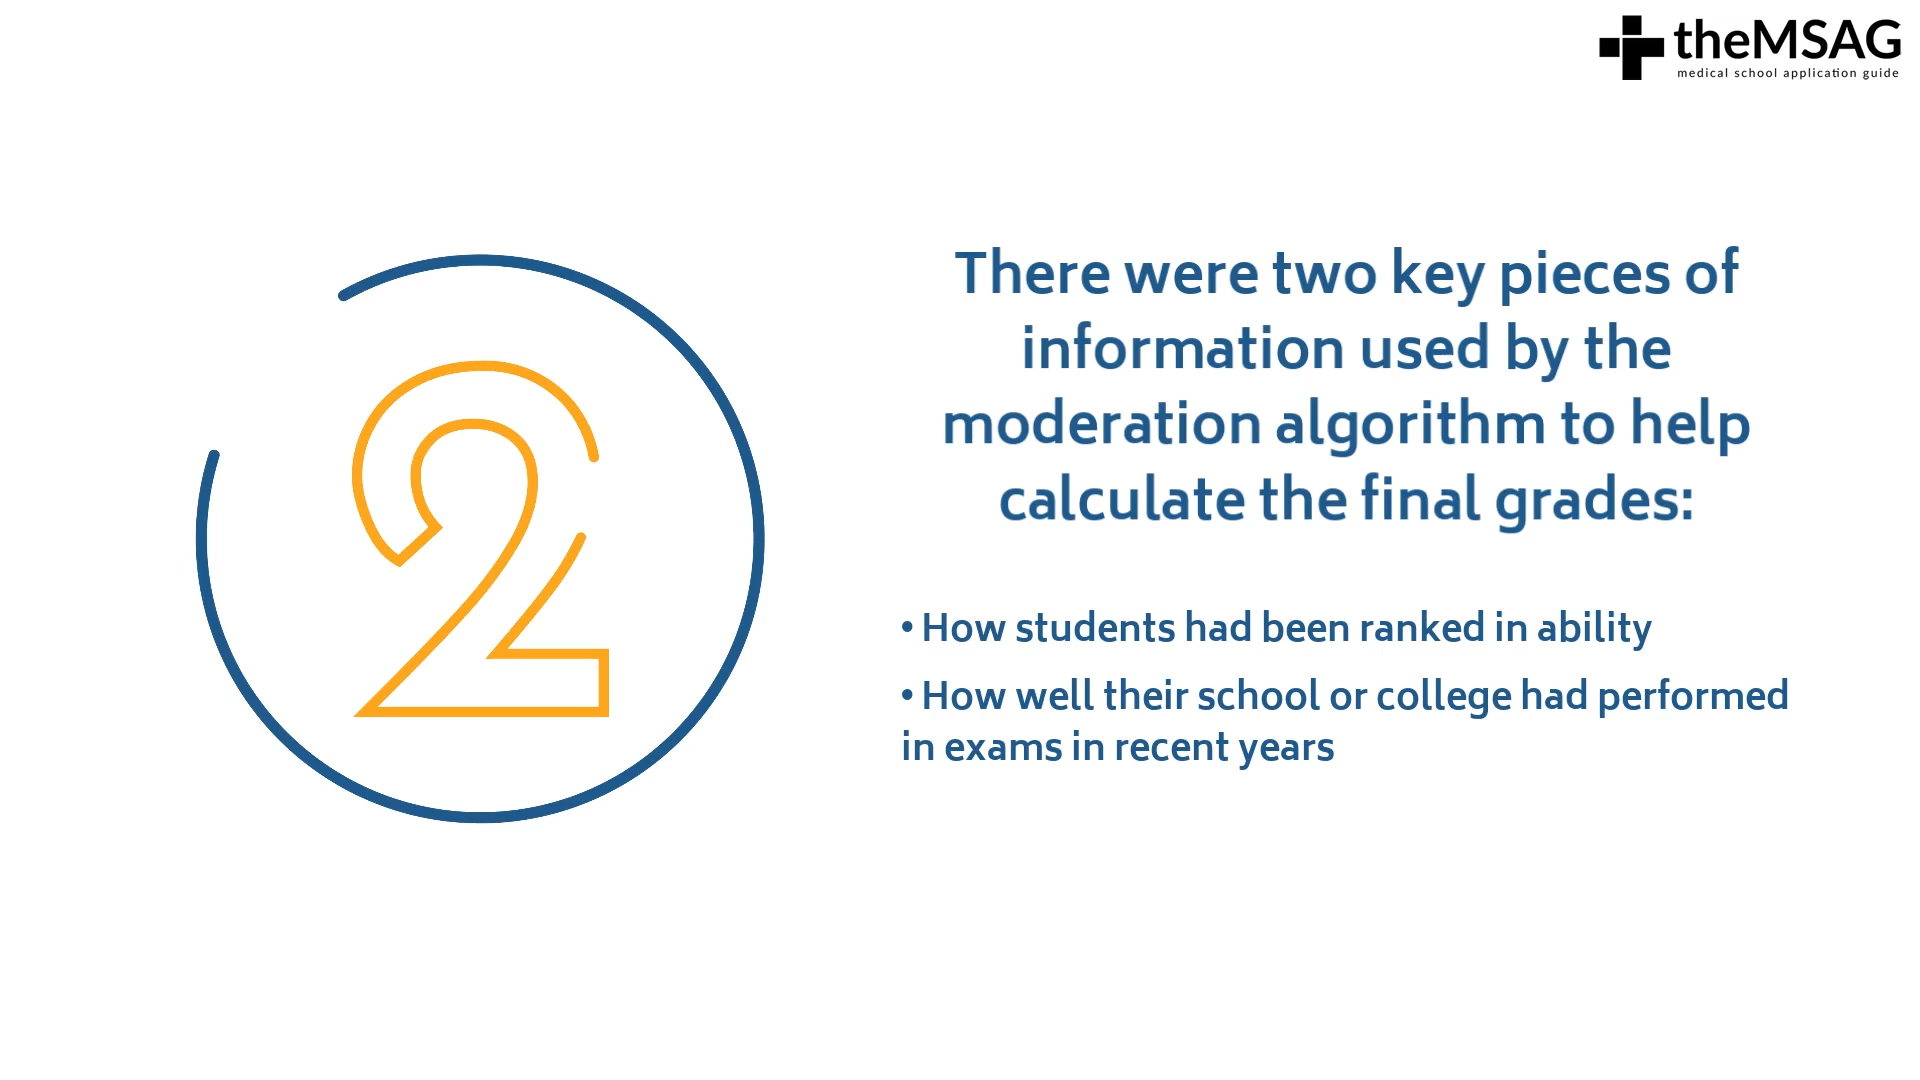 theMSAG
medical school application guide
2
There were two key pieces of
information used by the
moderation algorithm to help
calculate the final grades:
• How students had been ranked in ability
• How well their school or college had performed
in exams in recent years